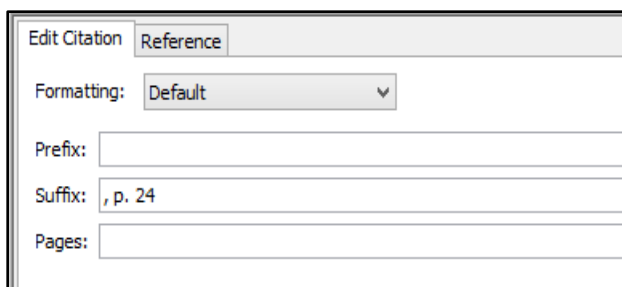 Edit Citation Reference
Formatting: Default
Prefix:
Suffix: , p. 24
Pages: